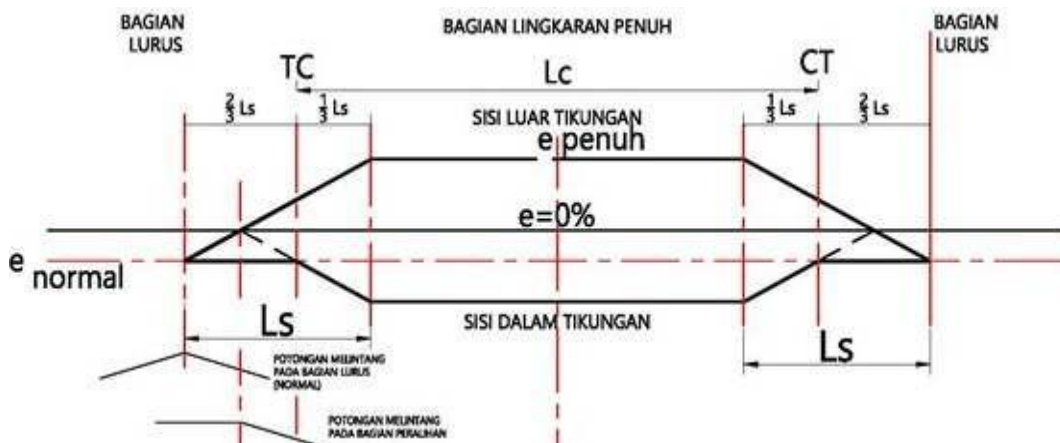 BAGIAN
LURUS
BAGIAN LINGKARAN PENUH
BAGIAN
LURUS
TC
Lc
CT
2/3 Ls
1/3 Ls
SISI LUAR TIKUNGAN
1/3 Ls
2/3 Ls
e penuh
e=0%
e normal
Ls
SISI DALAM TIKUNGAN
Ls
POTONGAN MELINTANG
PADA BAGIAN LURUS
(NORMAL)
POTONGAN MELINTANG
PADA BAGIAN PERALIHAN